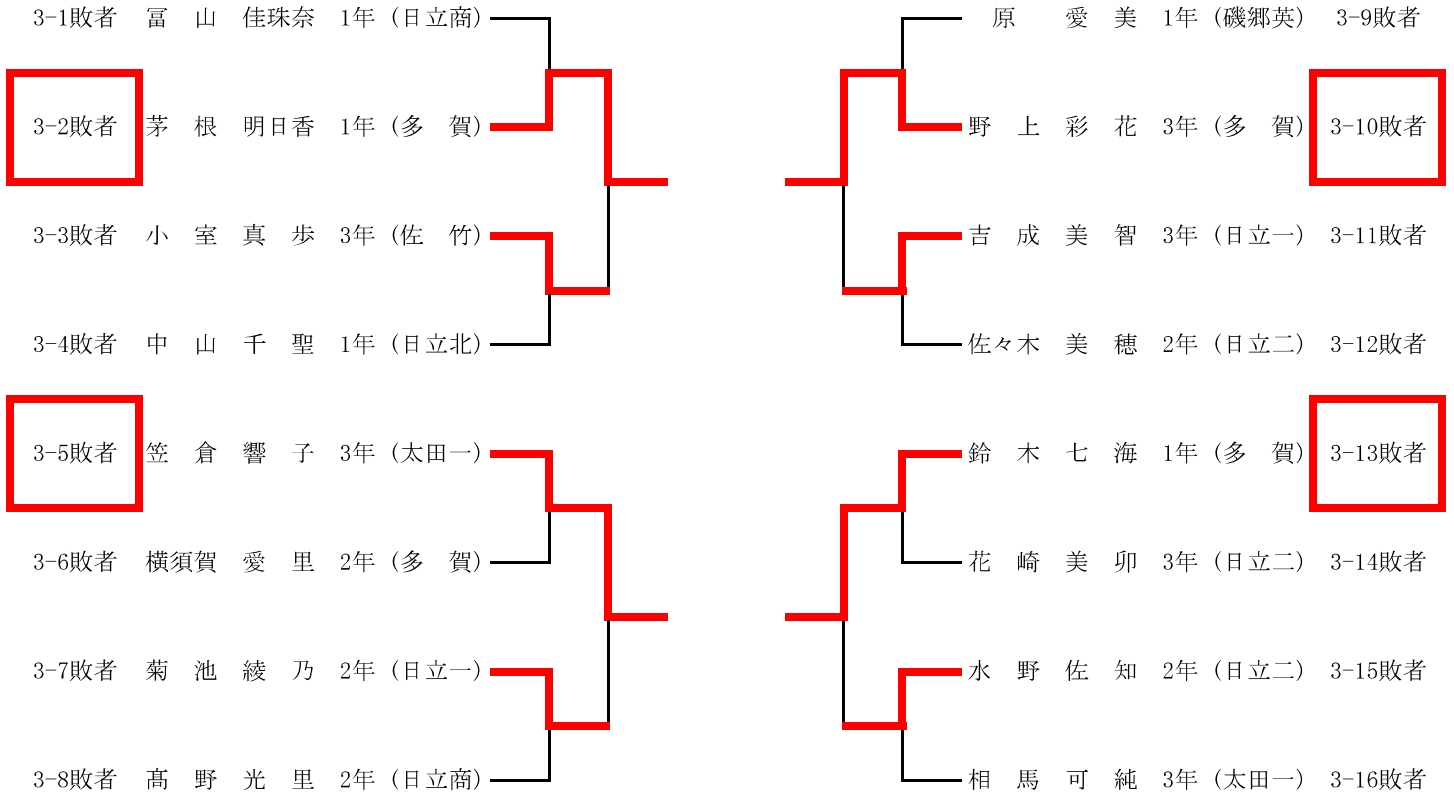 3-1敗者 冨 山 佳珠奈 1年 (日立商)
3-2敗者 茅 根 明日香 1年 (多 賀)
3-3敗者 小 室 真 歩 3年 (佐 竹)
3-4敗者 中 山 千 聖 1年 (日立北)
3-5敗者 笠 倉 響 子 3年 (太田一)
3-6敗者 横須賀 愛 里 2年 (多 賀)
3-7敗者 菊 池 綾 乃 2年 (日立一)
3-8敗者 髙 野 光 里 2年 (日立商)
原 愛 美 1年 (磯郷英) 3-9敗者
野 上 彩 花 3年 (多 賀) 3-10敗者
吉 成 美 智 3年 (日立一) 3-11敗者
佐々木 美 穂 2年 (日立二) 3-12敗者
鈴 木 七 海 1年 (多 賀) 3-13敗者
花 崎 美 卯 3年 (日立二) 3-14敗者
水 野 佐 知 2年 (日立二) 3-15敗者
相 馬 可 純 3年 (太田一) 3-16敗者